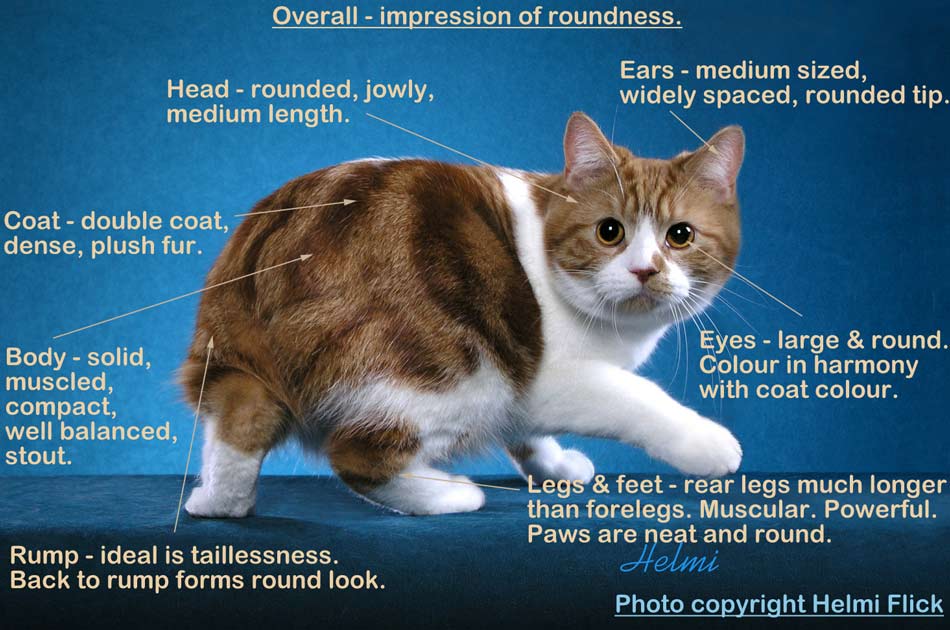 Overall - impression of roundness.
Head - rounded, jowly,
medium length.
Ears - medium sized,
widely spaced, rounded tip.
Coat - double coat,
dense, plush fur.
Body - solid,
muscled,
compact,
well balanced,
stout.
Eyes - large & round.
Colour in harmony
with coat colour.
Legs & feet - rear legs much longer
than forelegs. Muscular. Powerful.
Paws are neat and round.
Rump - ideal is taillessness.
Back to rump forms round look.
Helmi
Photo copyright Helmi Flick